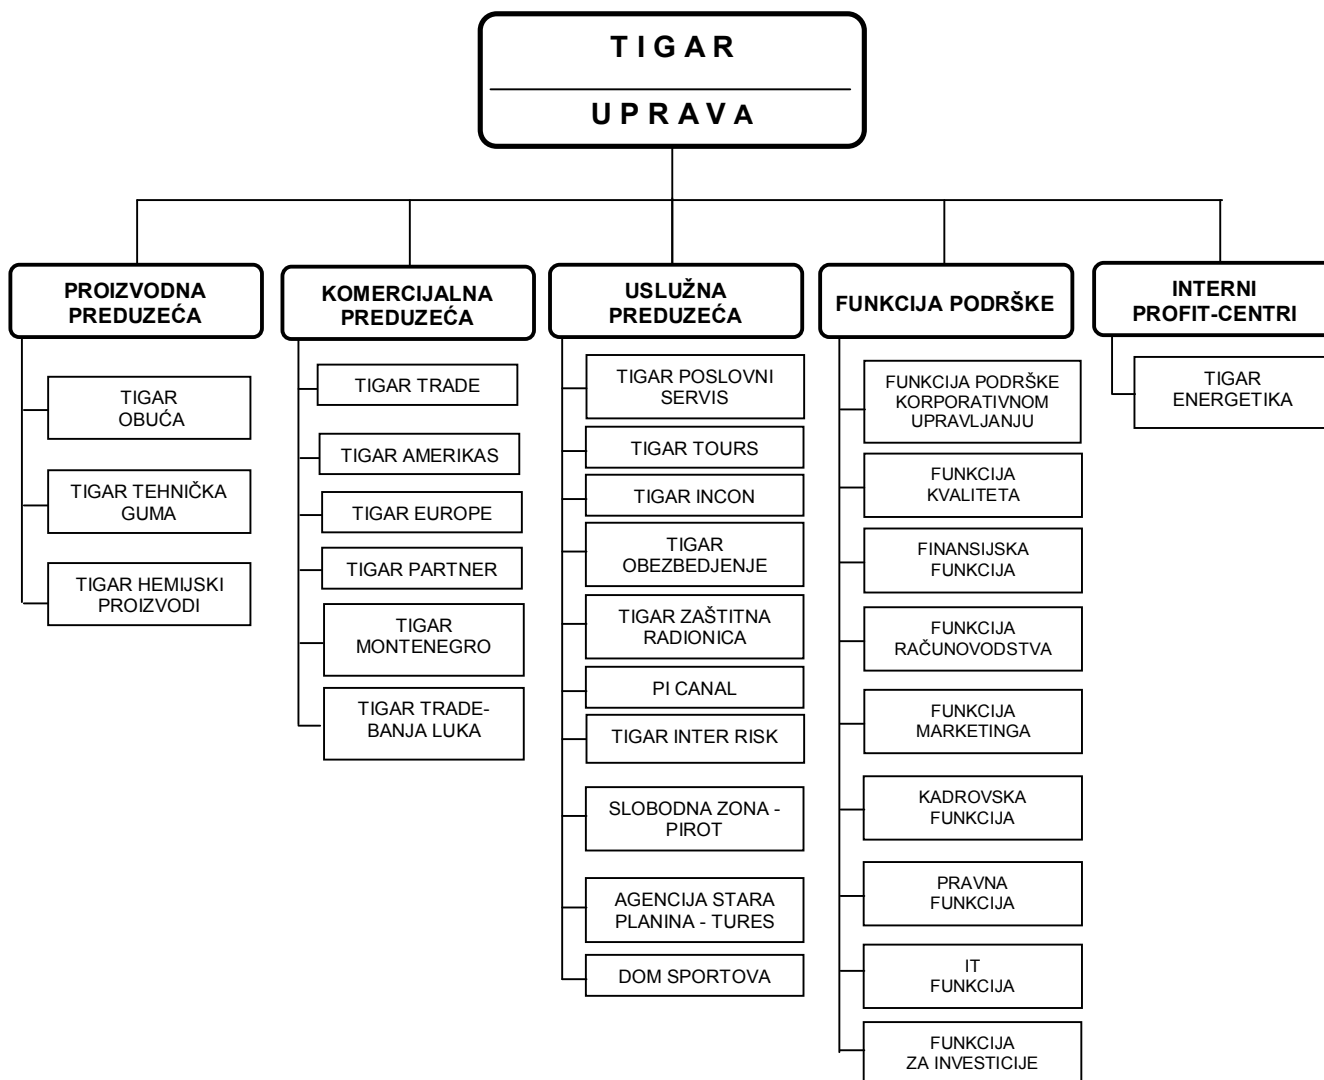 TIGAR
UPRAVA
PROIZVODNA
PREDUZEĆA
TIGAR
OBUĆA
TIGAR TEHNIČKA
GUMA
TIGAR HEMIJSKI
PROIZVODI
KOMERCIJALNA
PREDUZEĆA
TIGAR TRADE
TIGAR AMERIKAS
TIGAR EUROPE
TIGAR PARTNER
TIGAR
MONTENEGRO
TIGAR TRADE-
BANJA LUKA
USLUŽNA
PREDUZEĆA
TIGAR POSLOVNI
SERVIS
TIGAR TOURS
TIGAR INCON
TIGAR
OBEZBEDJENJE
TIGAR ZAŠTITNA
RADIONICA
PI CANAL
TIGAR INTER RISK
SLOBODNA ZONA -
PIROT
AGENCIJA STARA
PLANINA - TURES
DOM SPORTOVA
FUNKCIJA PODRŠKE
FUNKCIJA PODRŠKE
KORPORATIVNOM
UPRAVLJANJU
FUNKCIJA
KVALITETA
FINANSIJSKA
FUNKCIJA
FUNKCIJA
RAČUNOVODSTVA
FUNKCIJA
MARKETINGA
KADROVSKA
FUNKCIJA
PRAVNA
FUNKCIJA
IT
FUNKCIJA
FUNKCIJA
ZA INVESTICIJE
INTERNI
PROFIT-CENTRI
TIGAR
ENERGETIKA